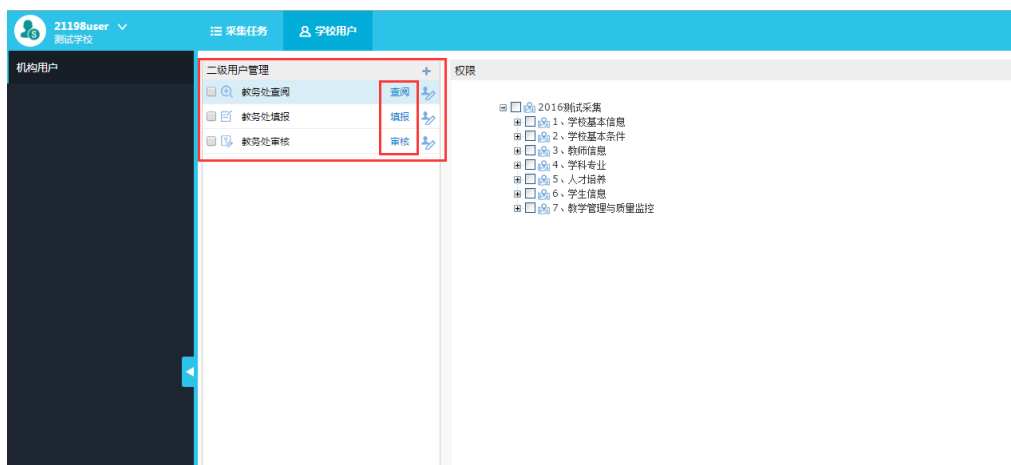 21198user
测试学校
采集任务
学校用户
机构用户
二级用户管理
+
权限
教务处查阅 查阅
教务处填报 填报
教务处审核 审核
2016测试采集
1、学校基本信息
2、学校基本条件
3、教师信息
4、学科专业
5、人才培养
6、学生信息
7、教学管理与质量监控